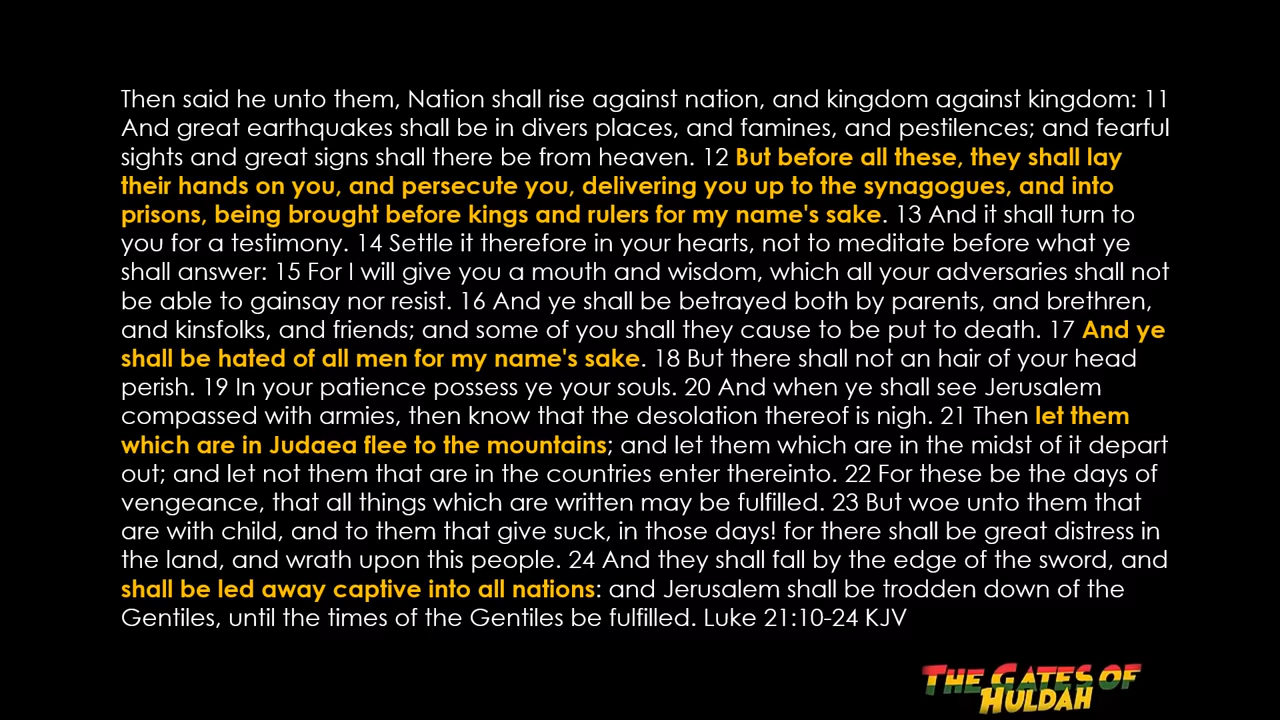 Then said he unto them, Nation shall rise against nation, and kingdom against kingdom: 11
And great earthquakes shall be in divers places, and famines, and pestilences; and fearful
sights and great signs shall there be from heaven. 12 But before all these, they shall lay
their hands on you, and persecute you, delivering you up to the synagogues, and into
prisons, being brought before kings and rulers for my name's sake. 13 And it shall turn to
you for a testimony. 14 Settle it therefore in your hearts, not to meditate before what ye
shall answer: 15 For I will give you a mouth and wisdom, which all your adversaries shall not
be able to gainsay nor resist. 16 And ye shall be betrayed both by parents, and brethren,
and kinsfolks, and friends; and some of you shall they cause to be put to death. 17 And ye
shall be hated of all men for my name's sake. 18 But there shall not an hair of your head
perish. 19 In your patience possess ye your souls. 20 And when ye shall see Jerusalem
compassed with armies, then know that the desolation thereof is nigh. 21 Then let them
which are in Judaea flee to the mountains; and let them which are in the midst of it depart
out; and let not them that are in the countries enter thereinto. 22 For these be the days of
vengeance, that all things which are written may be fulfilled. 23 But woe unto them that
are with child, and to them that give suck, in those days! for there shall be great distress in
the land, and wrath upon this people. 24 And they shall fall by the edge of the sword, and
shall be led away captive into all nations: and Jerusalem shall be trodden down of the
Gentiles, until the times of the Gentiles be fulfilled. Luke 21:10-24 KJV
THE GATES OF
HULDAH